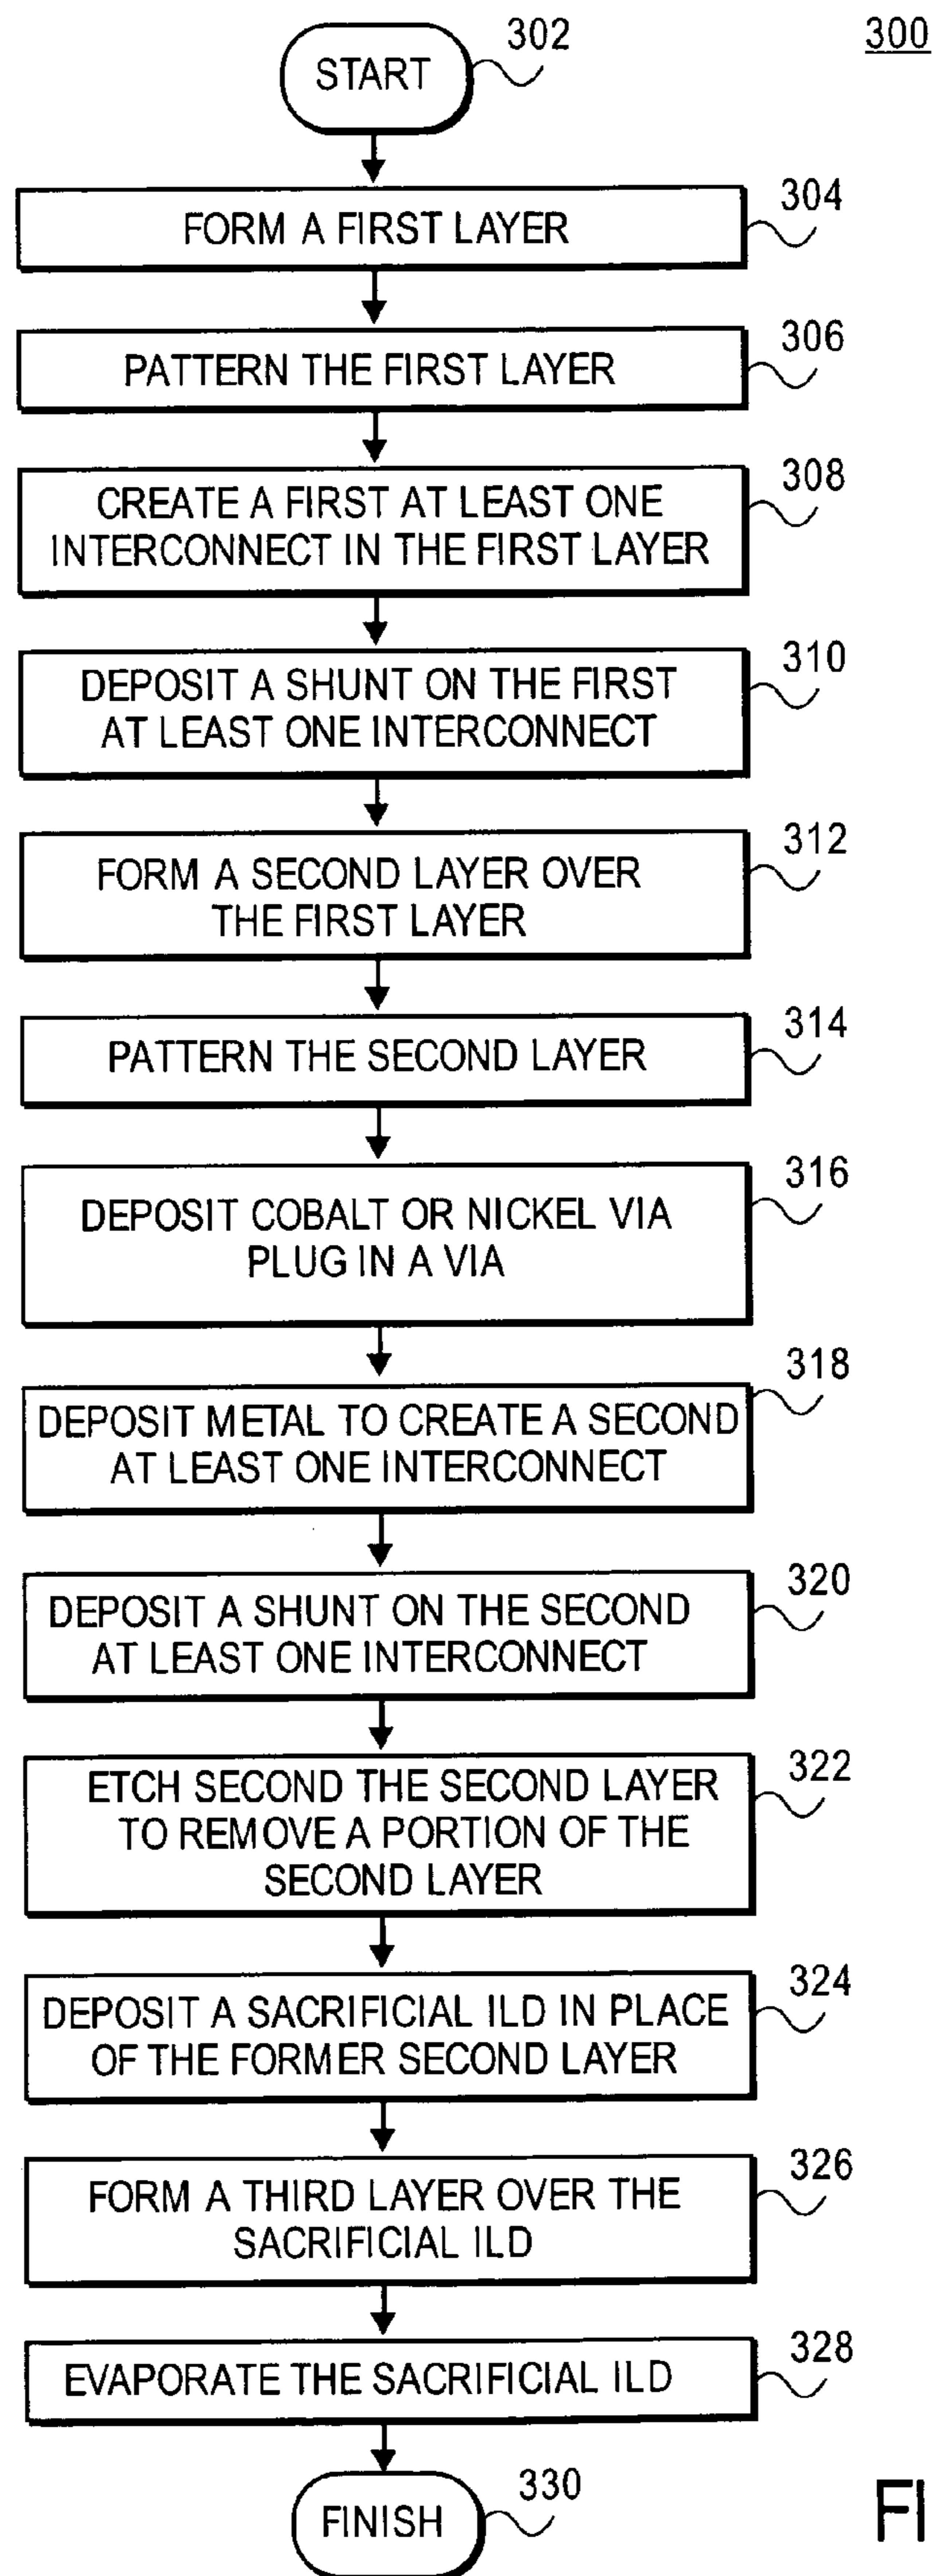 300
START 302
FORM A FIRST LAYER 304
PATTERN THE FIRST LAYER 306
CREATE A FIRST AT LEAST ONE 308
INTERCONNECT IN THE FIRST LAYER
DEPOSIT A SHUNT ON THE FIRST 310
AT LEAST ONE INTERCONNECT
FORM A SECOND LAYER OVER 312
THE FIRST LAYER
PATTERN THE SECOND LAYER 314
DEPOSIT COBALT OR NICKEL VIA 316
PLUG IN A VIA
DEPOSIT METAL TO CREATE A SECOND 318
AT LEAST ONE INTERCONNECT
DEPOSIT A SHUNT ON THE SECOND 320
AT LEAST ONE INTERCONNECT
ETCH SECOND THE SECOND LAYER 322
TO REMOVE A PORTION OF THE
SECOND LAYER
DEPOSIT A SACRIFICIAL ILD IN PLACE 324
OF THE FORMER SECOND LAYER
FORM A THIRD LAYER OVER THE 326
SACRIFICIAL ILD
EVAPORATE THE SACRIFICIAL ILD 328
FINISH 330
FI